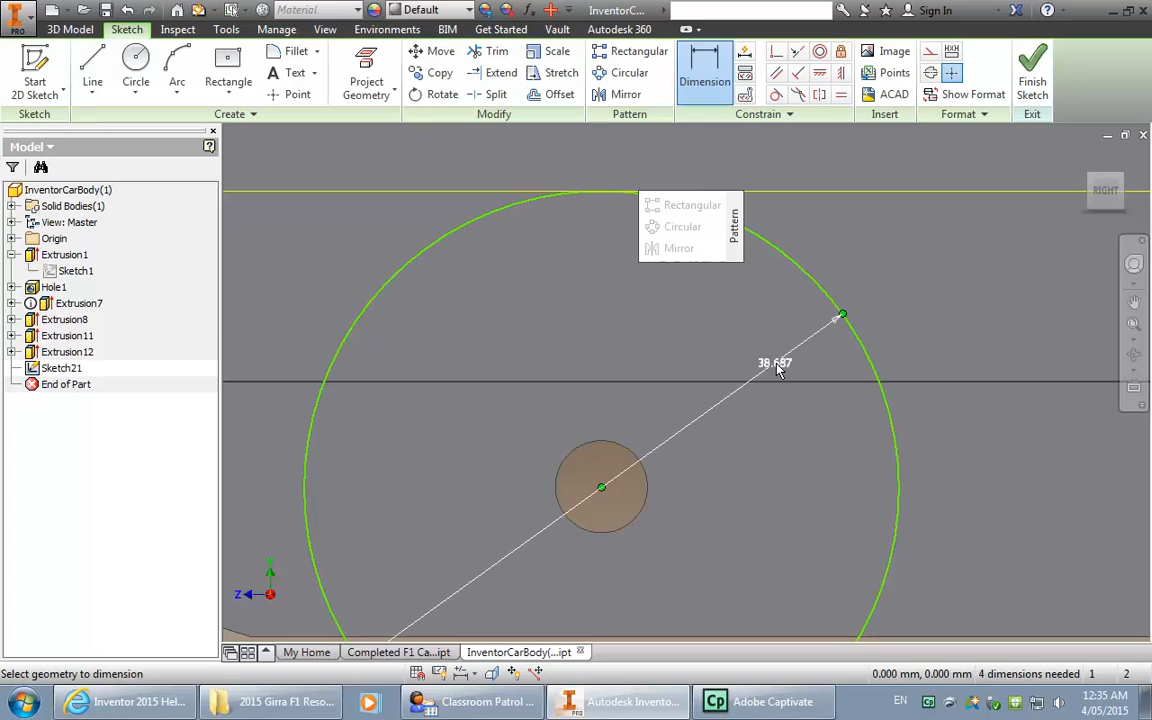 Material
Default
InventorC...
Sign In
PRO
3D Model
Sketch
Inspect
Tools
Manage
View
Environments
BIM
Get Started
Vault
Autodesk 360
Start
2D Sketch
Line
Circle
Arc
Rectangle
Fillet
Text
Point
Project
Geometry
Move
Copy
Rotate
Trim
Extend
Split
Scale
Stretch
Offset
Rectangular
Circular
Mirror
Dimension
Image
Points
ACAD
Show Format
Finish
Sketch
Sketch
Create
Modify
Pattern
Constrain
Insert
Format
Exit
Model
InventorCarBody(1)
Solid Bodies(1)
View: Master
Origin
Extrusion1
Sketch1
Hole1
Extrusion7
Extrusion8
Extrusion11
Extrusion12
Sketch21
End of Part
Rectangular
Circular
Mirror
Pattern
RIGHT
Z
My Home
Completed F1 Ca...ipt
InventorCarBody(...ipt
Select geometry to dimension
0.000 mm, 0.000 mm
4 dimensions needed
1
2
Inventor 2015 Hel...
2015 Girra F1 Reso...
Classroom Patrol ...
PRO
Autodesk Invento...
Cp
Adobe Captivate
EN
Cp
12:35 AM
4/05/2015